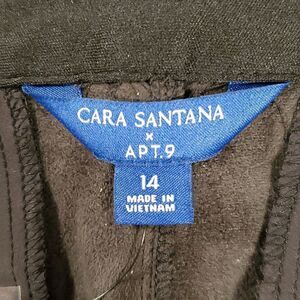 CARA SANTANA
×
APT.9
14
MADE IN
VIETNAM